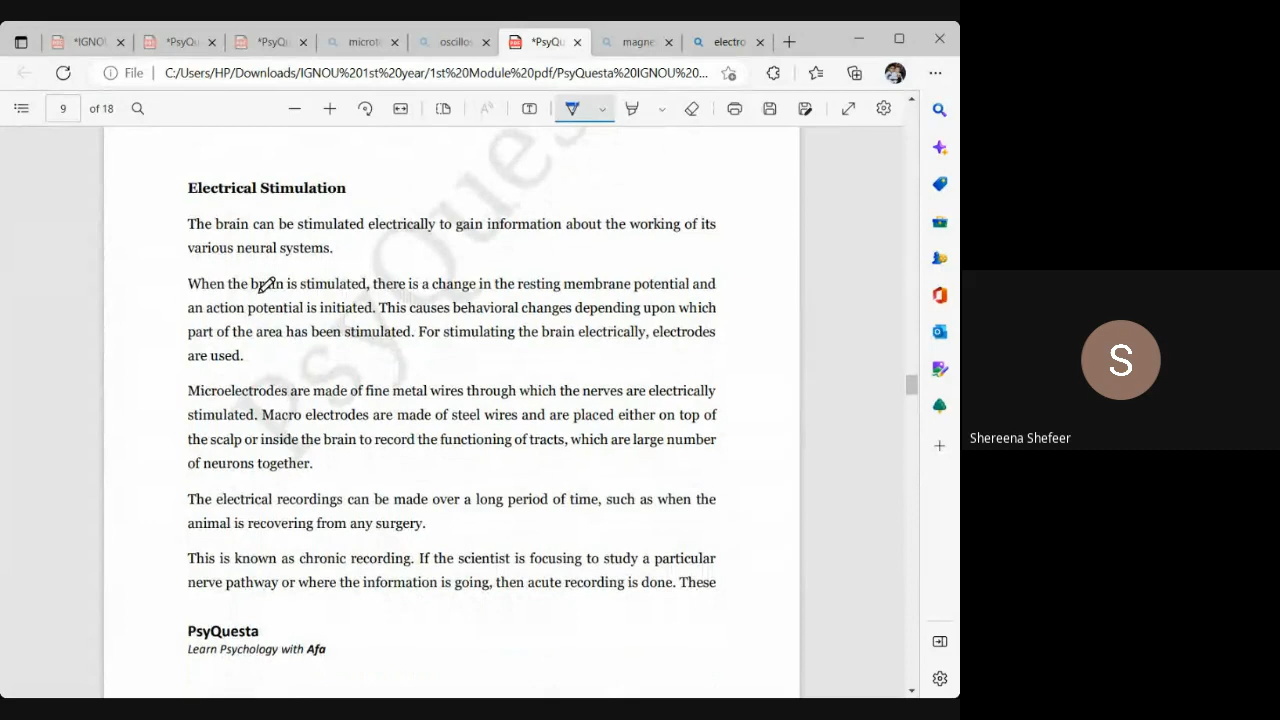 *IGNO
*PsyQu
*PsyQu
microt
oscillo
*PsyQu
magne
electro
File
C:/Users/HP/Downloads/IGNOU%201st%20year/1st%20Module%20pdf/PsyQuesta%20IGNOU%20...
9 of 18
PsyQues
Electrical Stimulation
The brain can be stimulated electrically to gain information about the working of its
various neural systems.
When the brain is stimulated, there is a change in the resting membrane potential and
an action potential is initiated. This causes behavioral changes depending upon which
part of the area has been stimulated. For stimulating the brain electrically, electrodes
are used.
Microelectrodes are made of fine metal wires through which the nerves are electrically
stimulated. Macro electrodes are made of steel wires and are placed either on top of
the scalp or inside the brain to record the functioning of tracts, which are large number
of neurons together.
The electrical recordings can be made over a long period of time, such as when the
animal is recovering from any surgery.
This is known as chronic recording. If the scientist is focusing to study a particular
nerve pathway or where the information is going, then acute recording is done. These
PsyQuesta
Learn Psychology with Afa
S
Shereena Shefeer